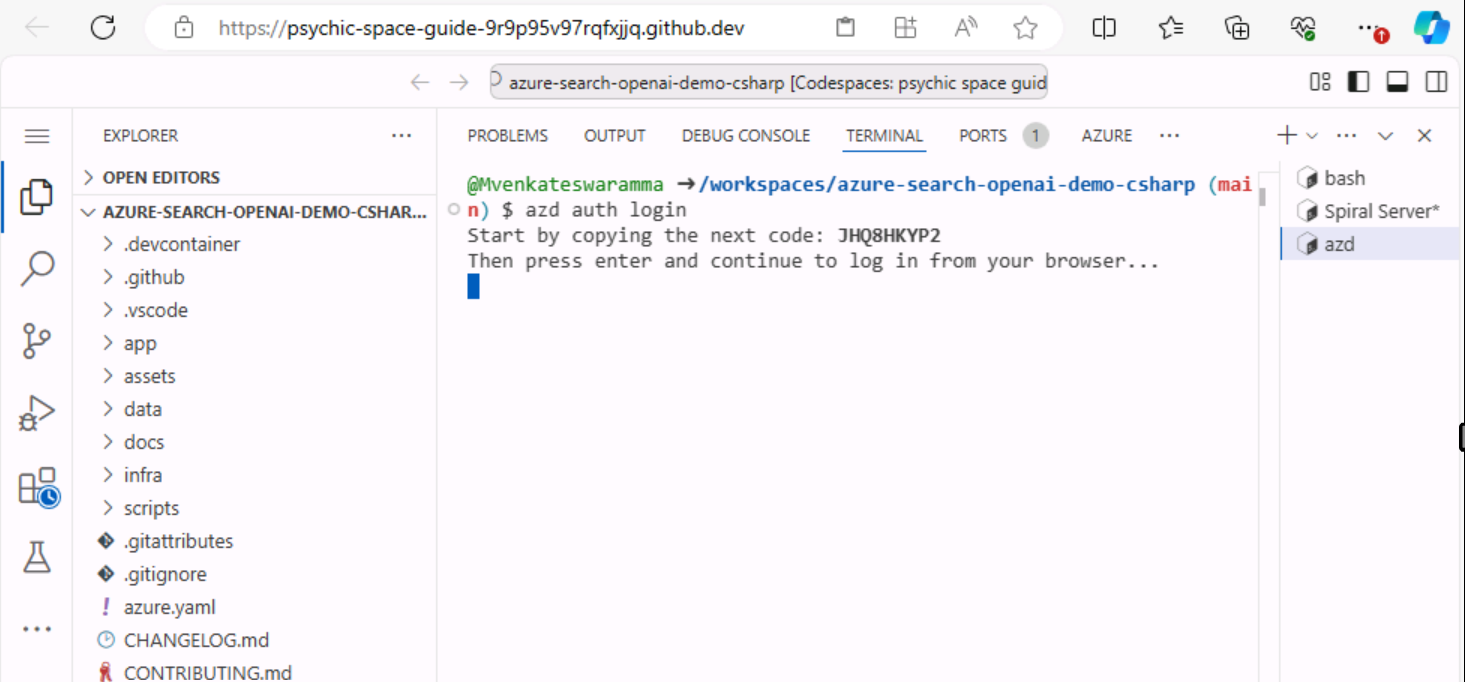 https://psychic-space-guide-9r9p95v97rqfxjjq.github.dev
azure-search-openai-demo-csharp [Codespaces: psychic space guid
EXPLORER
OPEN EDITORS
AZURE-SEARCH-OPENAI-DEMO-CSHAR...
.devcontainer
.github
.vscode
app
assets
data
docs
infra
scripts
.gitattributes
.gitignore
azure.yaml
CHANGELOG.md
CONTRIBUTING.md
PROBLEMS OUTPUT DEBUG CONSOLE TERMINAL PORTS 1 AZURE
@Mvenkateswaramma ➜/workspaces/azure-search-openai-demo-csharp (mai
n) $ azd auth login
Start by copying the next code: JHQ8HKYP2
Then press enter and continue to log in from your browser...
bash
Spiral Server*
azd